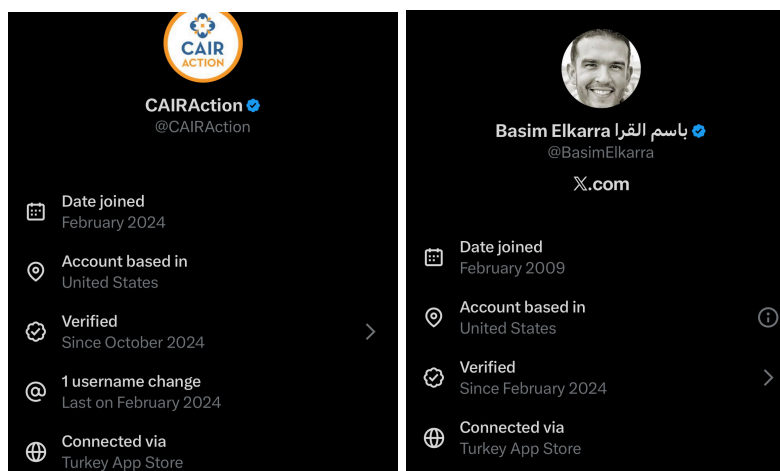 CAIR
ACTION
CAIRAction
@CAIRAction
Date joined
February 2024
Account based in
United States
Verified
Since October 2024
1 username change
Last on February 2024
Connected via
Turkey App Store
Basim Elkarra باسم القرا
@BasimElkarra
𝕏.com
Date joined
February 2009
Account based in
United States
Verified
Since February 2024
Connected via
Turkey App Store